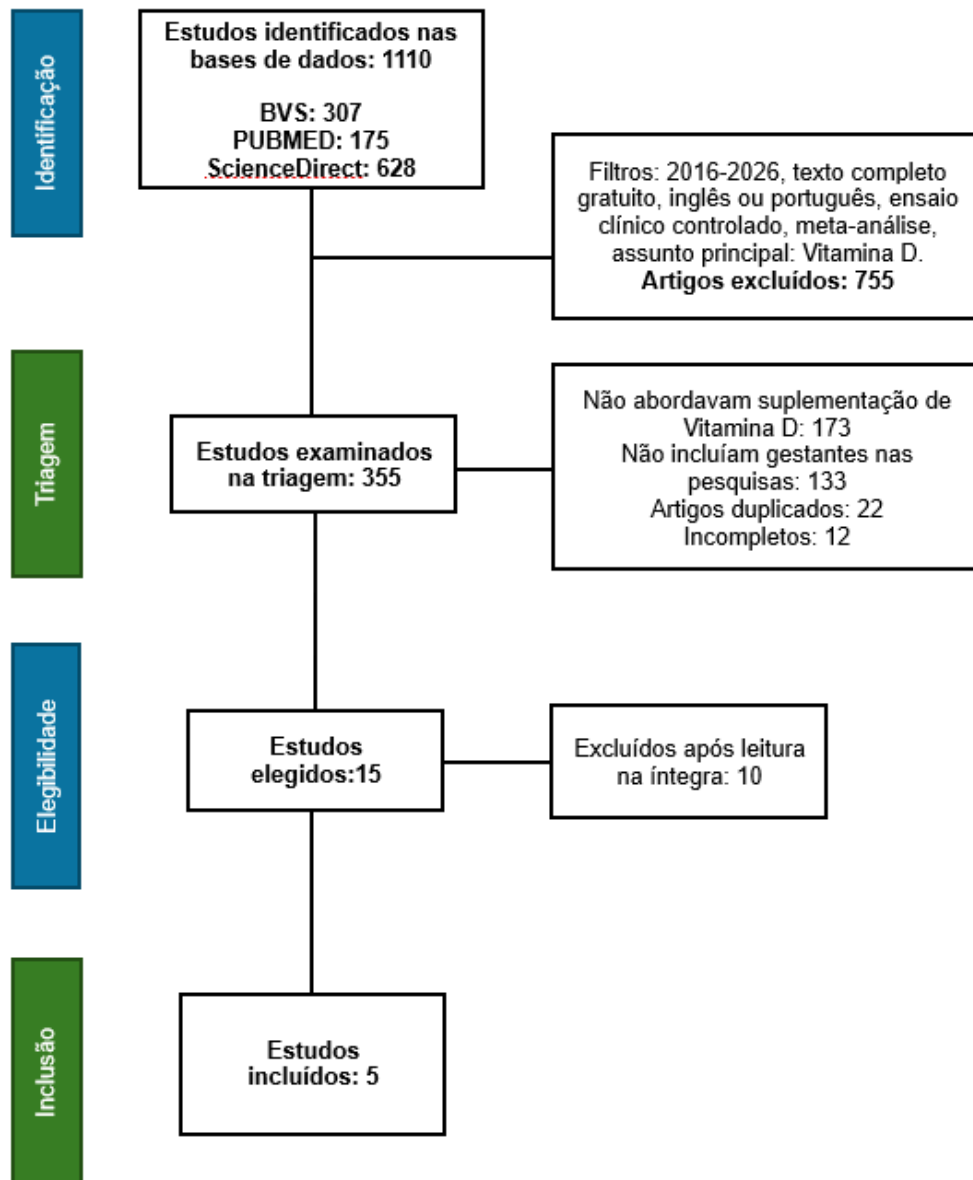 Identificação
Estudos identificados nas
bases de dados: 1110
BVS: 307
PUBMED: 175
ScienceDirect: 628
Filtros: 2016-2026, texto completo
gratuito, inglês ou português, ensaio
clínico controlado, meta-análise,
assunto principal: Vitamina D.
Artigos excluídos: 755
Triagem
Estudos examinados
na triagem: 355
Não abordavam suplementação de
Vitamina D: 173
Não incluíam gestantes nas
pesquisas: 133
Artigos duplicados: 22
Incompletos: 12
Elegibilidade
Estudos
elegidos:15
Excluídos após leitura
na íntegra: 10
Inclusão
Estudos
incluídos: 5